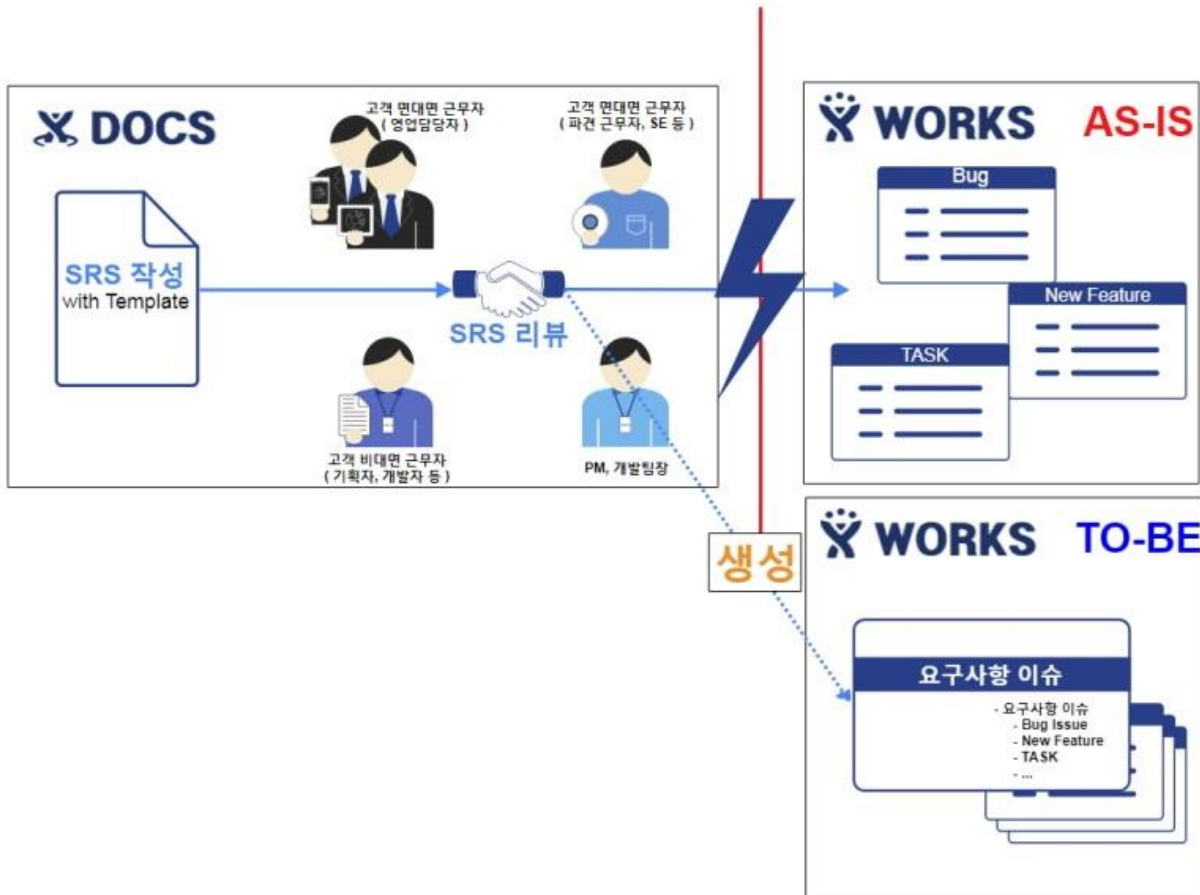 DOCS
고객 면대면 근무자
( 영업담당자 )
고객 면대면 근무자
( 파견 근무자, SE 등 )
SRS 작성
with Template
SRS 리뷰
고객 비대면 근무자
( 기획자, 개발자 등 )
PM, 개발팀장
WORKS AS-IS
Bug
New Feature
TASK
생성
WORKS TO-BE
요구사항 이슈
- 요구사항 이슈
- Bug Issue
- New Feature
- TASK
- ...